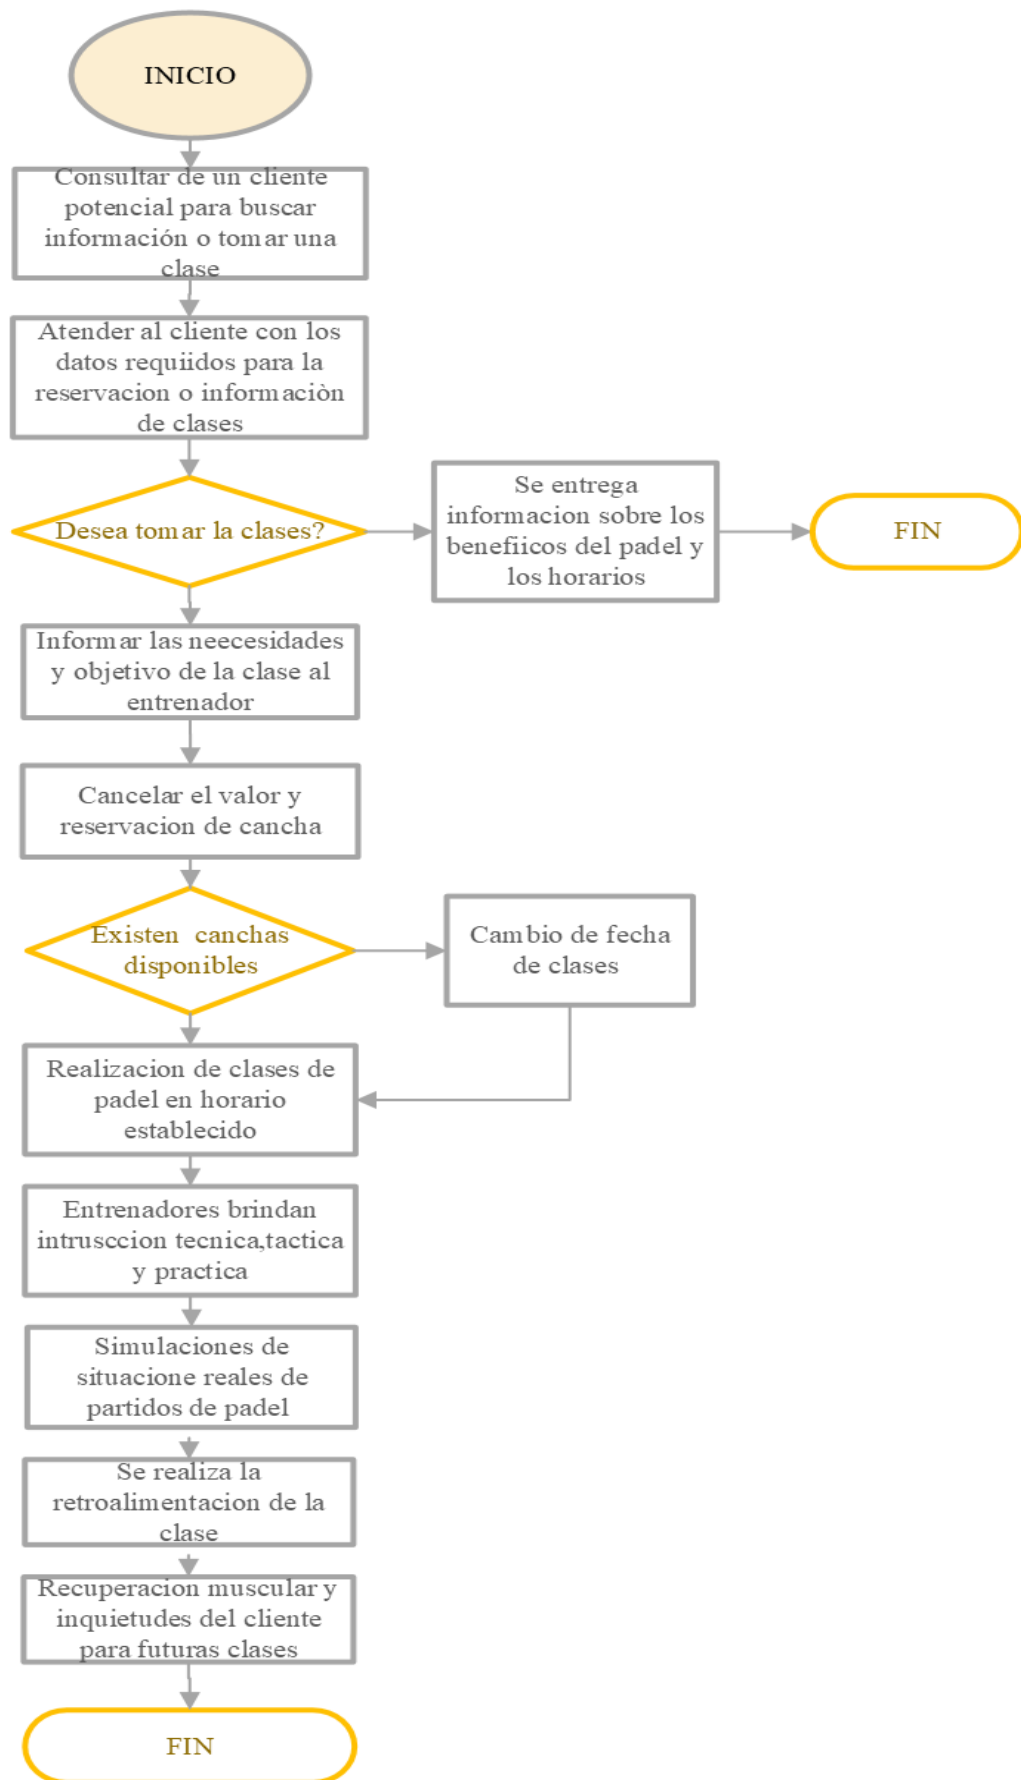 INICIO
Consultar de un cliente
potencial para buscar
información o tomar una
clase
Atender al cliente con los
datos requiidos para la
reservacion o informaciòn
de clases
Desea tomar la clases?
Se entrega
informacion sobre los
benefiicos del padel y
los horarios
FIN
Informar las neecesidades
y objetivo de la clase al
entrenador
Cancelar el valor y
reservacion de cancha
Existen canchas
disponibles
Cambio de fecha
de clases
Realizacion de clases de
padel en horario
establecido
Entrenadores brindan
intrusccion tecnica,tactica
y practica
Simulaciones de
situacione reales de
partidos de padel
Se realiza la
retroalimentacion de la
clase
Recuperacion muscular y
inquietudes del cliente
para futuras clases
FIN